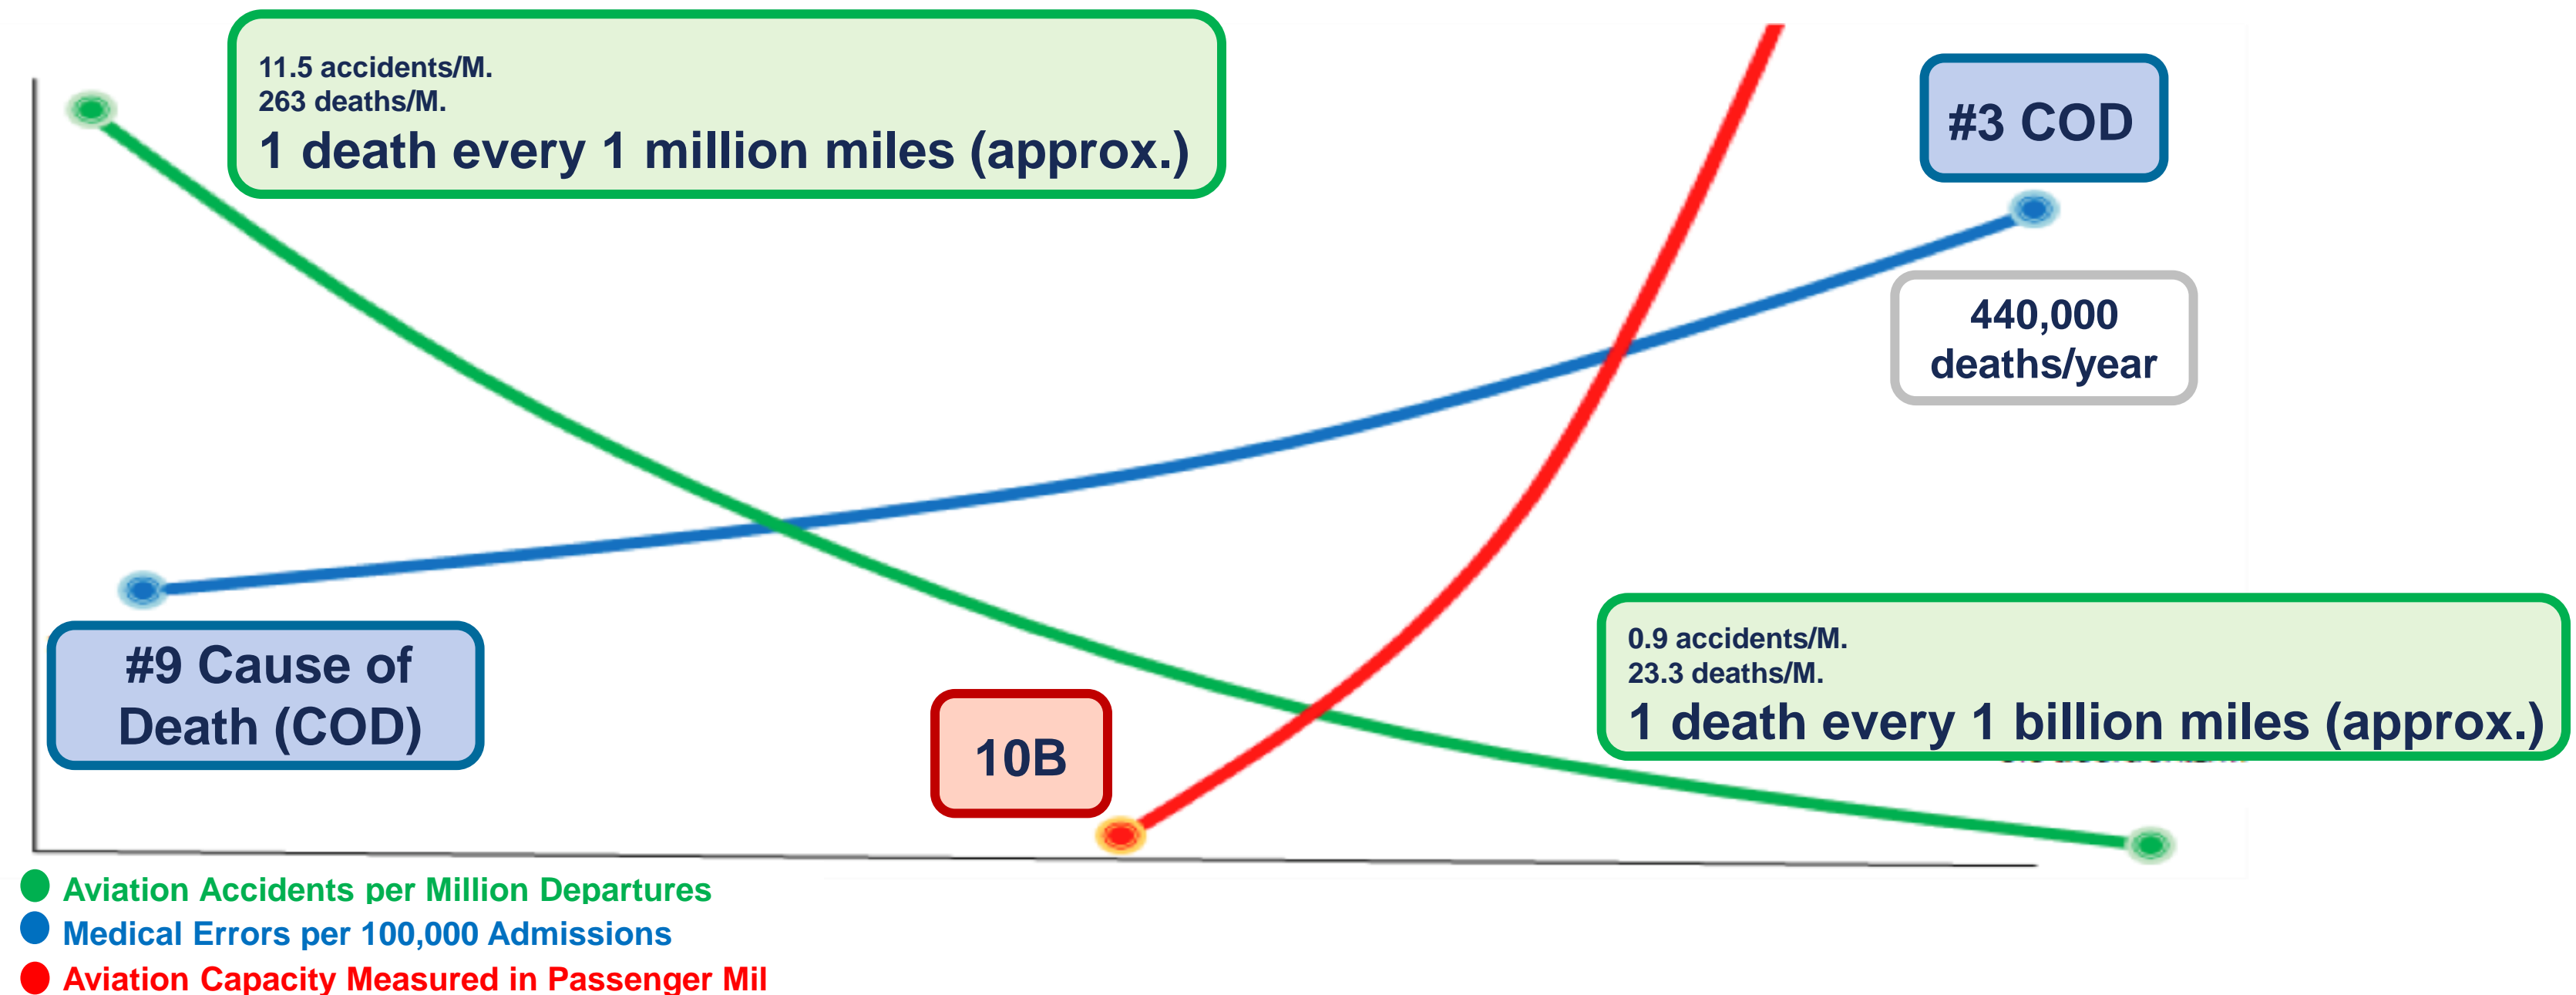 11.5 accidents/M.
263 deaths/M.
1 death every 1 million miles (approx.)
#3 COD
440,000
deaths/year
#9 Cause of
Death (COD)
10B
0.9 accidents/M.
23.3 deaths/M.
1 death every 1 billion miles (approx.)
Aviation Accidents per Million Departures
Medical Errors per 100,000 Admissions
Aviation Capacity Measured in Passenger Mil